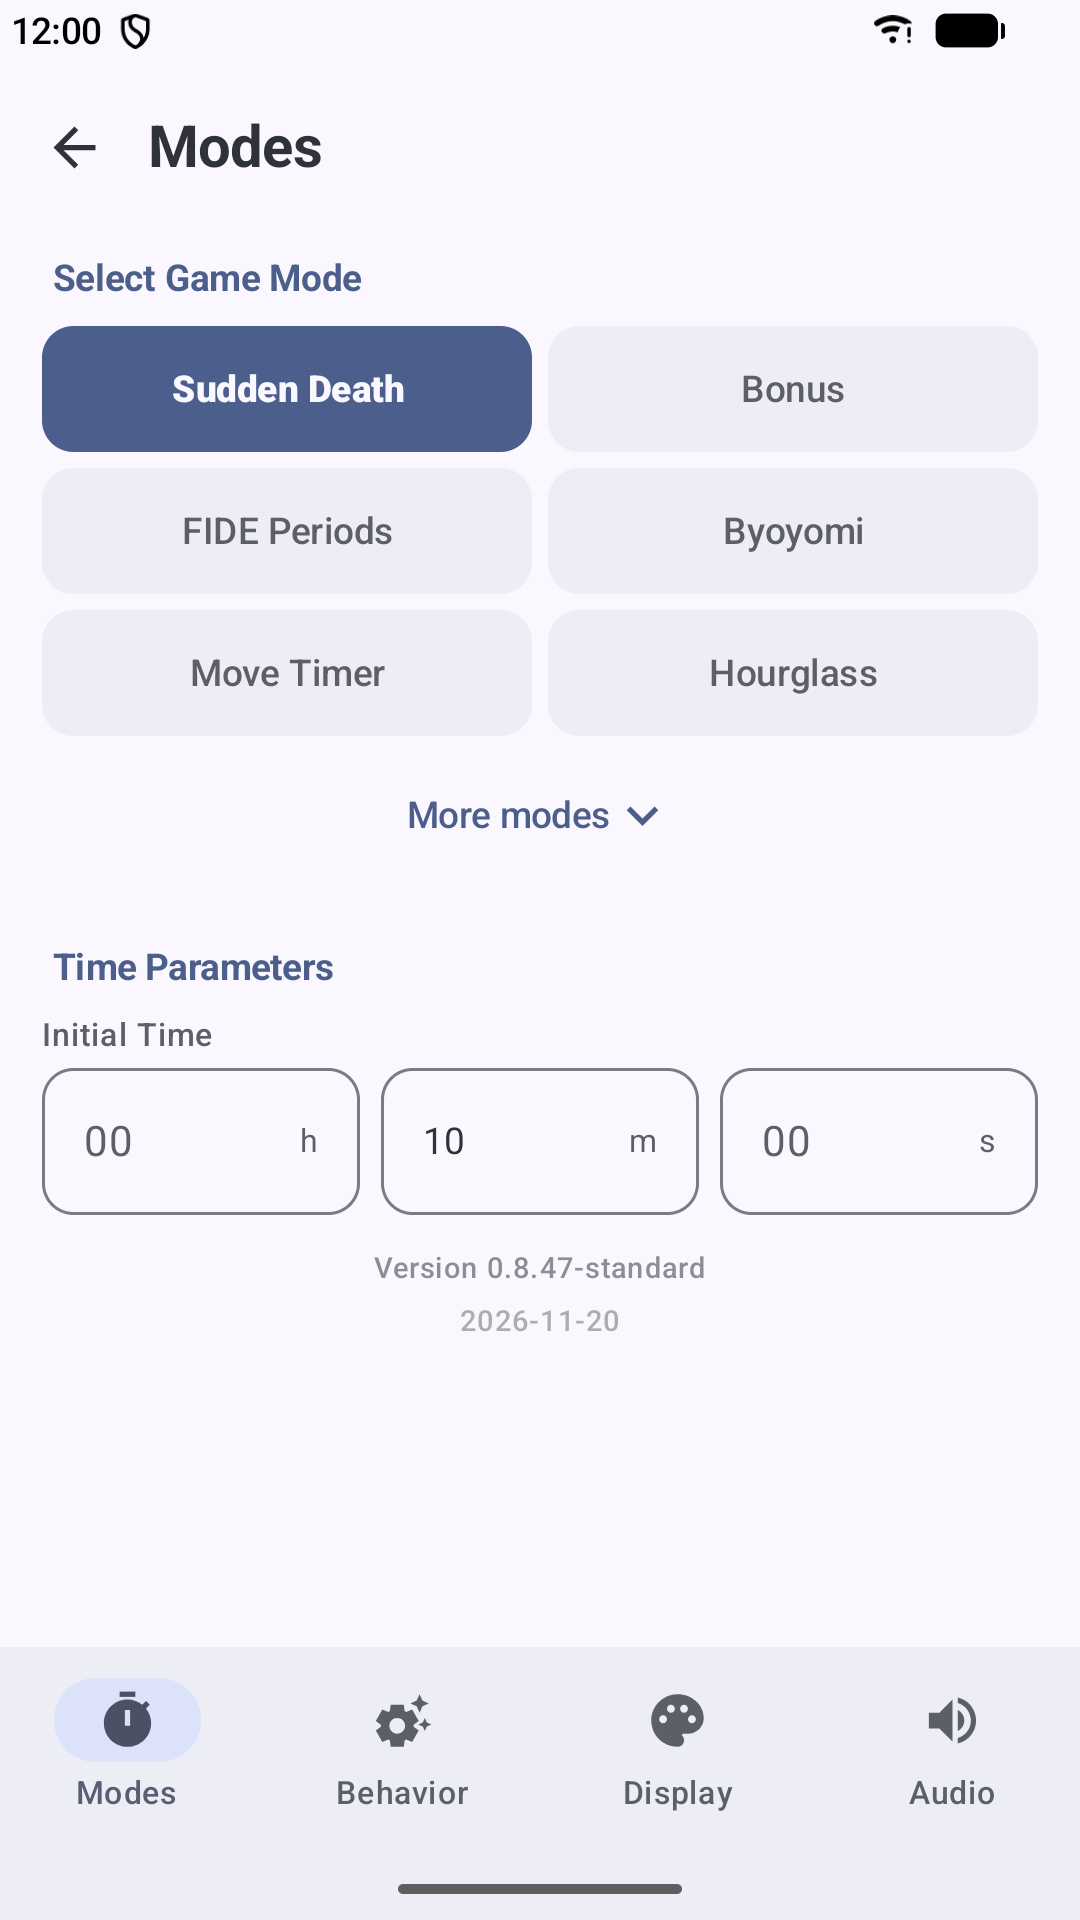 12:00
Modes
Select Game Mode
Sudden Death
Bonus
FIDE Periods
Byoyomi
Move Timer
Hourglass
More modes
Time Parameters
Initial Time
00 h
10 m
00 s
Version 0.8.47-standard
2026-11-20
Modes
Behavior
Display
Audio